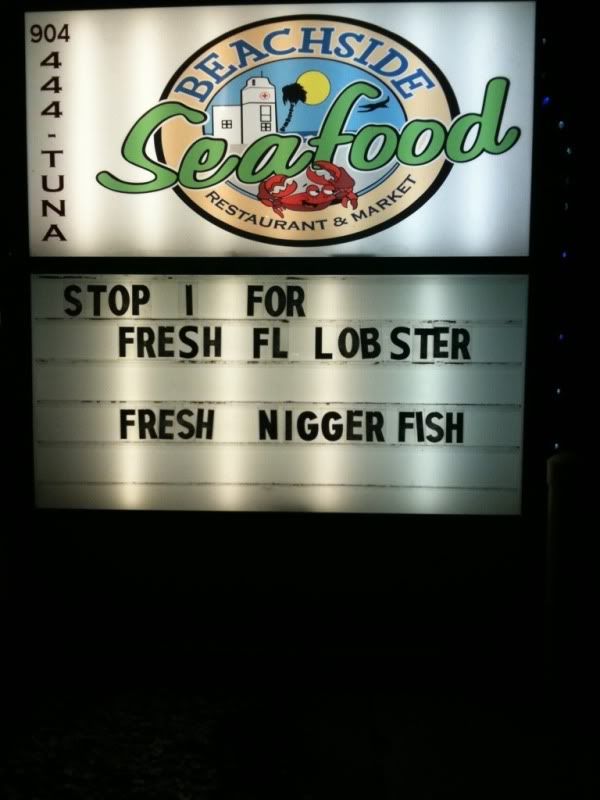 904
444-TUNA
BEACHSIDE
Seafood
RESTAURANT & MARKET
STOP I FOR
FRESH FL LOBSTER
FRESH NIGGER FISH